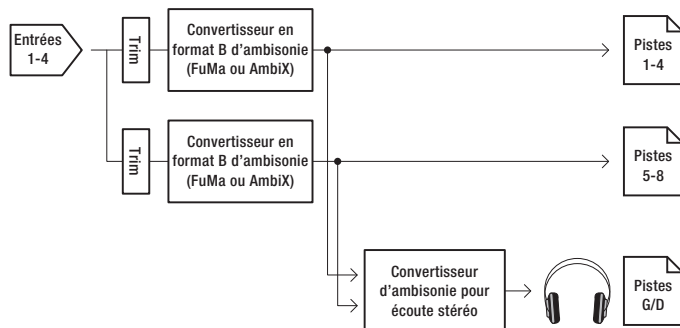 Entrées
1-4
Trim
Convertisseur en
format B d'ambisonie
(FuMa ou AmbiX)
Pistes
1-4
Trim
Convertisseur en
format B d'ambisonie
(FuMa ou AmbiX)
Pistes
5-8
Convertisseur
d'ambisonie pour
écoute stéréo
Pistes
G/D